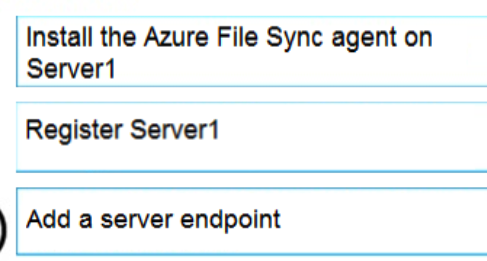 Install the Azure File Sync agent on
Server1
Register Server1
Add a server endpoint